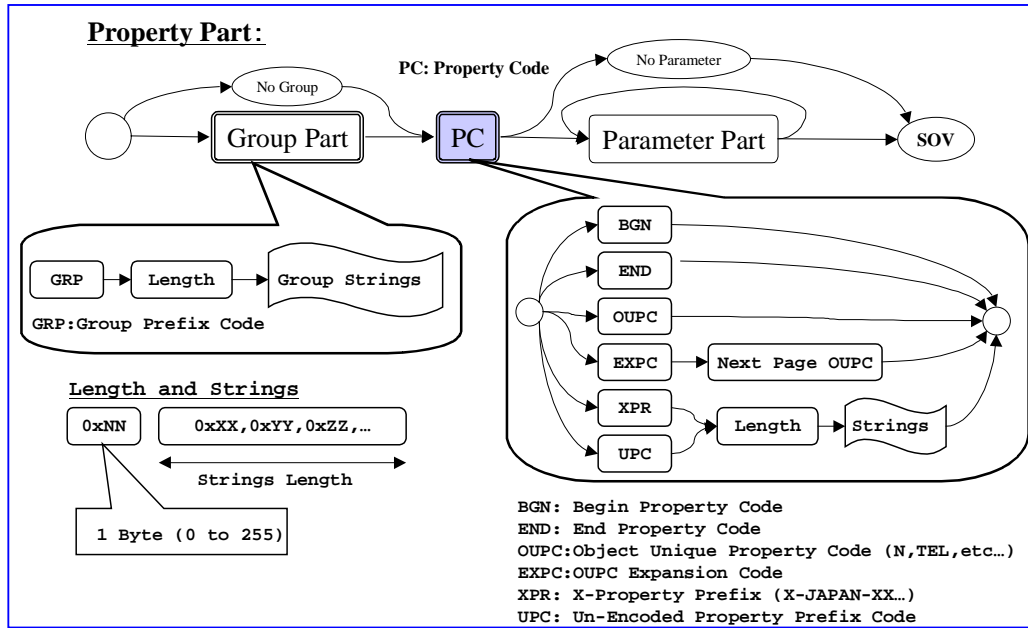 Property Part:
PC: Property Code
No Group
No Parameter
Group Part
PC
Parameter Part
SOV
GRP
Length
Group Strings
GRP:Group Prefix Code
BGN
END
OUPC
EXPC
Next Page OUPC
XPR
UPC
Length
Strings
Length and Strings
0xNN
0xXX,0xYY,0xZZ,…
Strings Length
1 Byte (0 to 255)
BGN: Begin Property Code
END: End Property Code
OUPC:Object Unique Property Code (N,TEL,etc…)
EXPC:OUPC Expansion Code
XPR: X-Property Prefix (X-JAPAN-XX…)
UPC: Un-Encoded Property Prefix Code